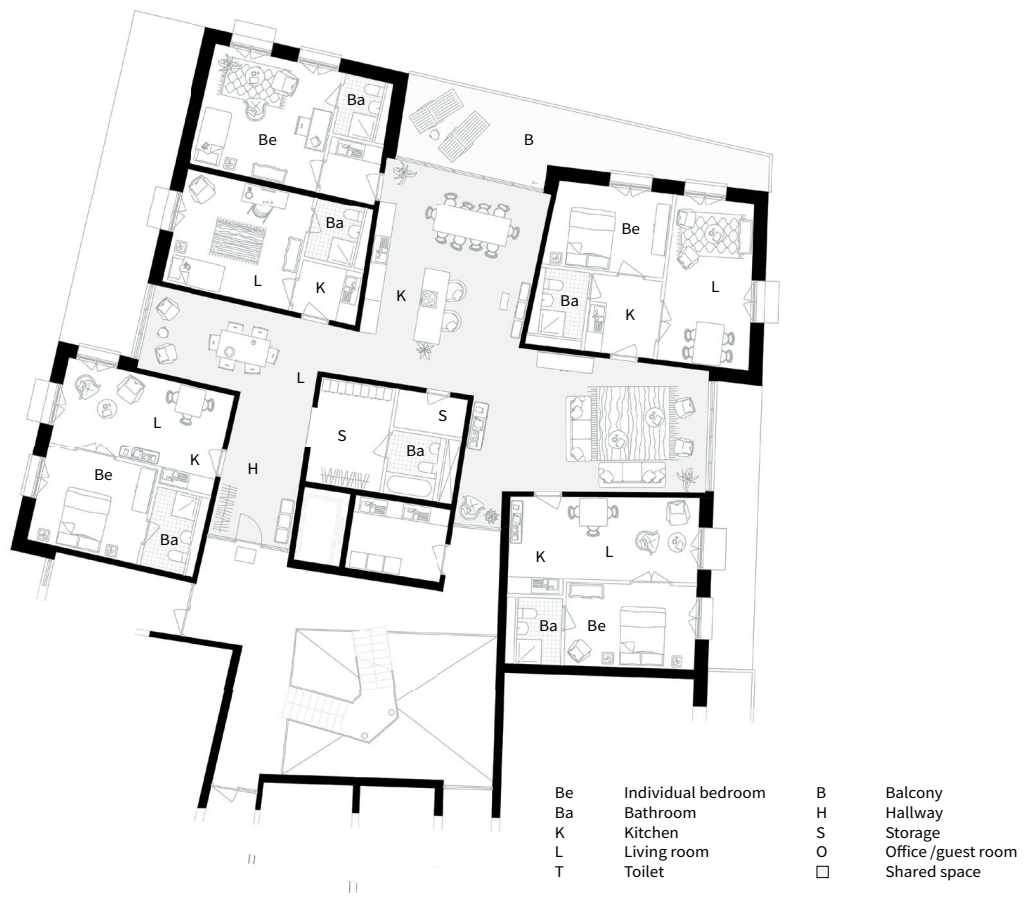 Ba
Be
B
Ba
Be
L
K
L
K
Ba
K
L
L
S
S
Ba
L
K
Be
H
Ba
K
L
Ba
Be
Be Individual bedroom B Balcony
Ba Bathroom H Hallway
K Kitchen S Storage
L Living room O Office /guest room
T Toilet Shared space